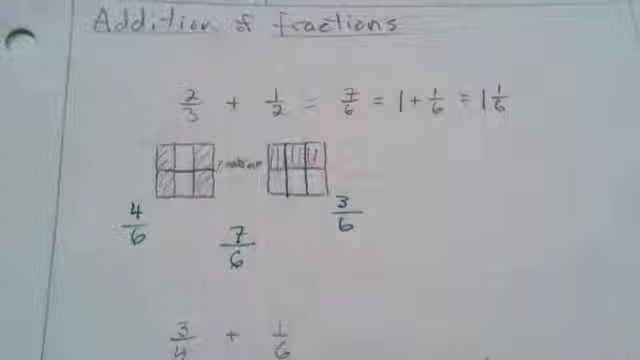 Addition of fractions
2/3 + 1/2 = 7/6 = 1 + 1/6 = 1 1/6
4/6 7/6 3/6
3/4 + 1/6